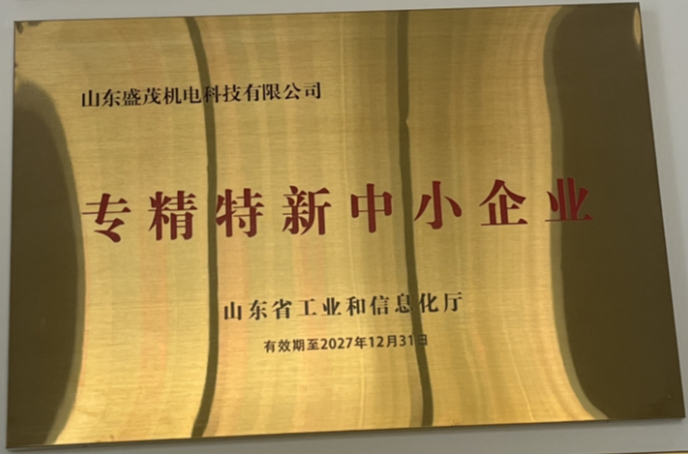 山东盛茂机电科技有限公司
专精特新中小企业
山东省工业和信息化厅
有效期至2027年12月31日